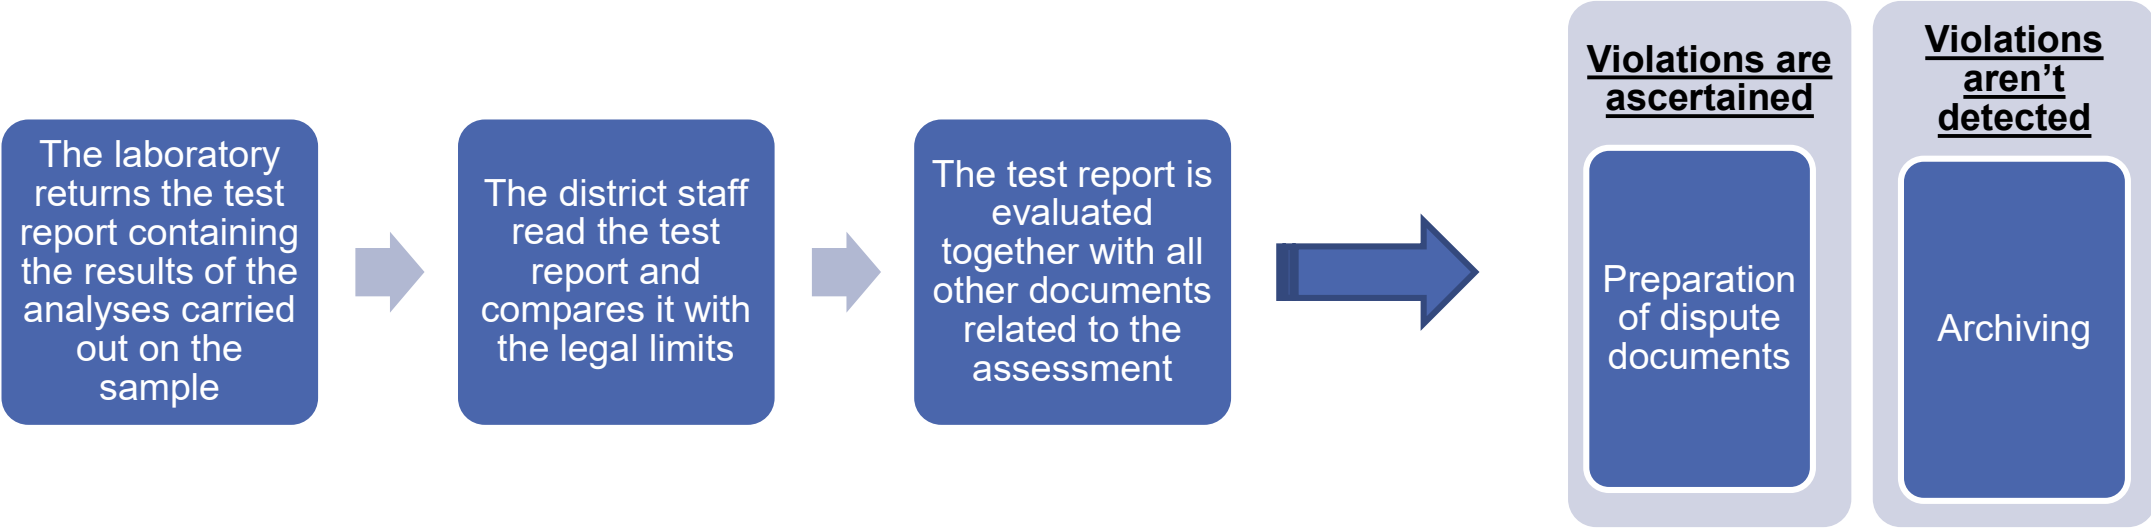 The laboratory
returns the test
report containing
the results of the
analyses carried
out on the
sample
The district staff
read the test
report and
compares it with
the legal limits
The test report is
evaluated
together with all
other documents
related to the
assessment
Violations are
ascertained
Preparation
of dispute
documents
Violations
aren’t
detected
Archiving